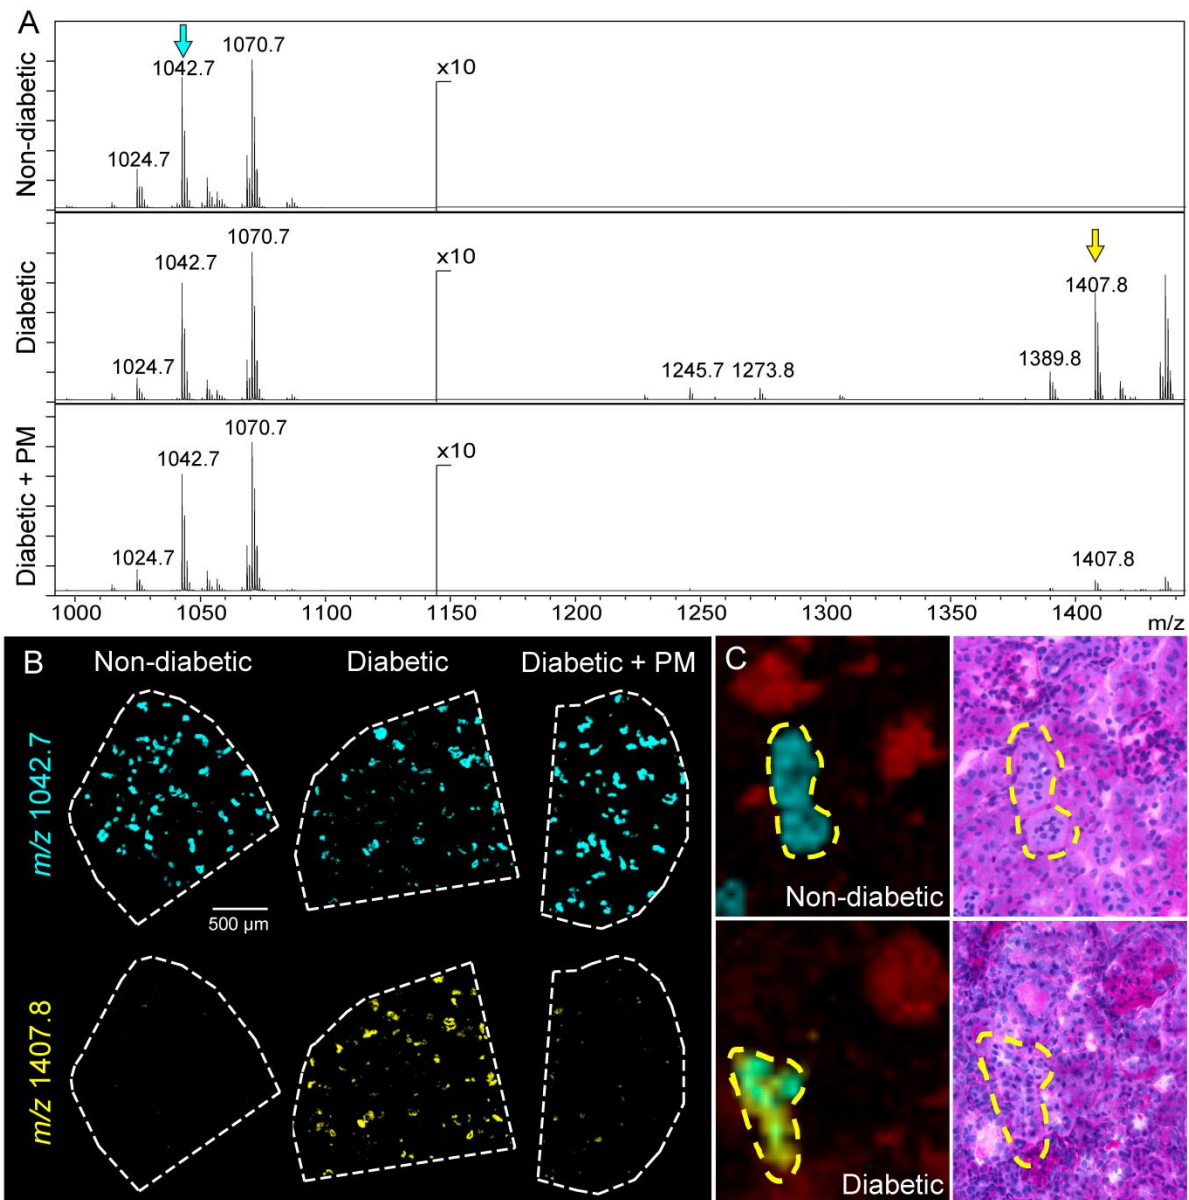 A
Non-diabetic
1024.7
1042.7
1070.7
x10
Diabetic
1024.7
1042.7
1070.7
x10
1245.7
1273.8
1389.8
1407.8
Diabetic + PM
1024.7
1042.7
1070.7
x10
1407.8
1000 1050 1100 1150 1200 1250 1300 1350 1400 m/z
B
Non-diabetic Diabetic Diabetic + PM
m/z 1042.7
500 µm
m/z 1407.8
C
Non-diabetic
Diabetic